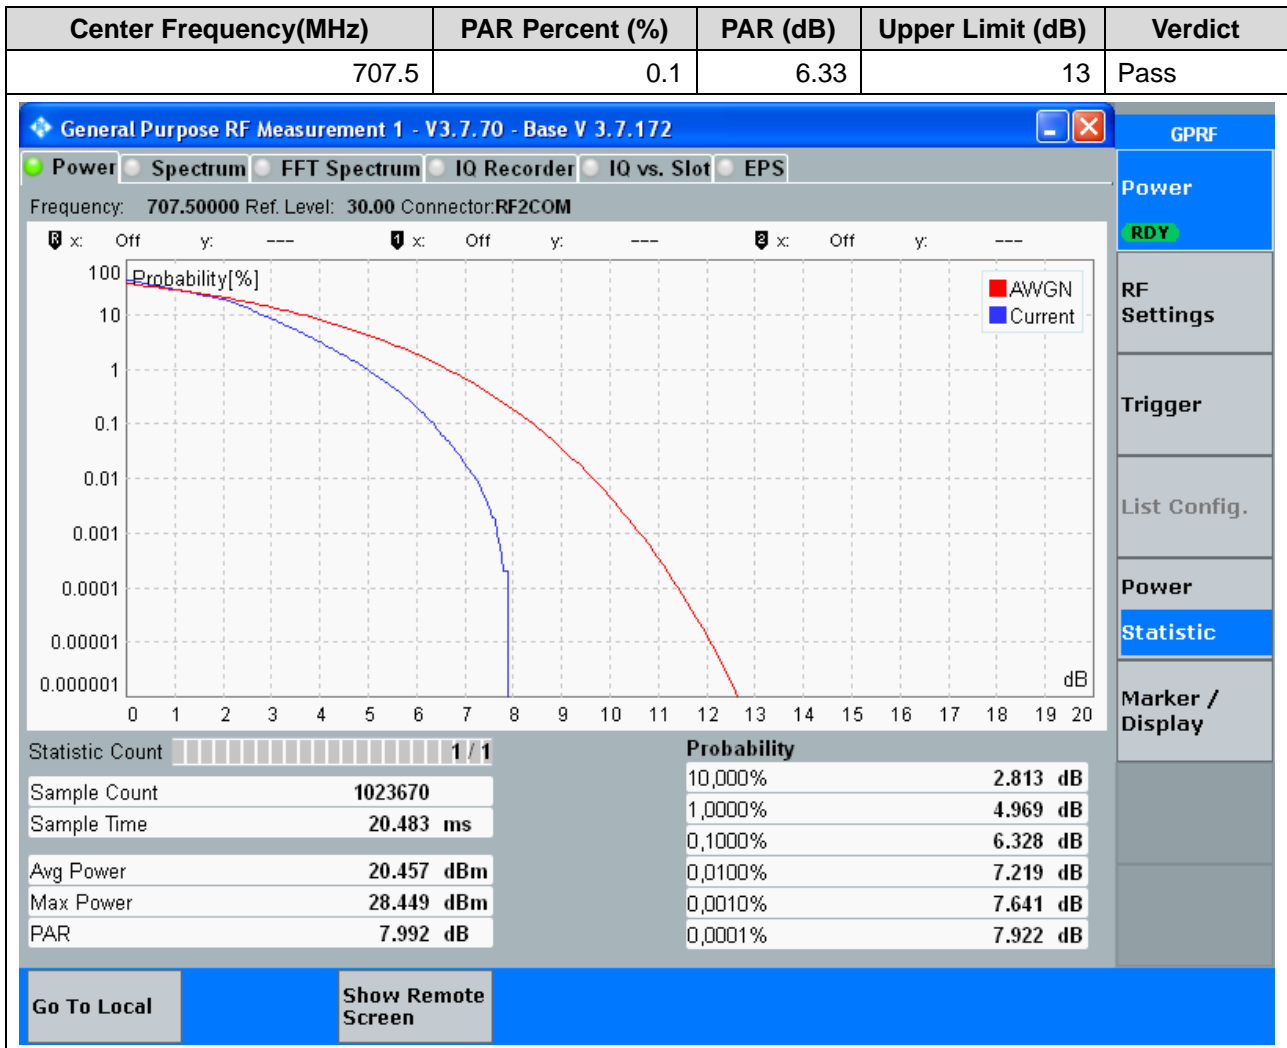 Center Frequency(MHz) PAR Percent (%) PAR (dB) Upper Limit (dB) Verdict
707.5 0.1 6.33 13 Pass
General Purpose RF Measurement 1 - V3.7.70 - Base V 3.7.172
GPRF
Power Spectrum FFT Spectrum IQ Recorder IQ vs. Slot EPS
Power
RDY
Frequency: 707.50000 Ref. Level: 30.00 Connector:RF2COM
R x: Off y: --- 1 x: Off y: --- 2 x: Off y: ---
Probability[%]
AWGN
Current
100
10
1
0.1
0.01
0.001
0.0001
0.00001
0.000001
dB
0 1 2 3 4 5 6 7 8 9 10 11 12 13 14 15 16 17 18 19 20
RF
Settings
Trigger
List Config.
Power
Statistic
Marker /
Display
Statistic Count 1 / 1
Sample Count 1023670
Sample Time 20.483 ms
Avg Power 20.457 dBm
Max Power 28.449 dBm
PAR 7.992 dB
Probability
10,000% 2.813 dB
1,0000% 4.969 dB
0,1000% 6.328 dB
0,0100% 7.219 dB
0,0010% 7.641 dB
0,0001% 7.922 dB
Go To Local
Show Remote
Screen